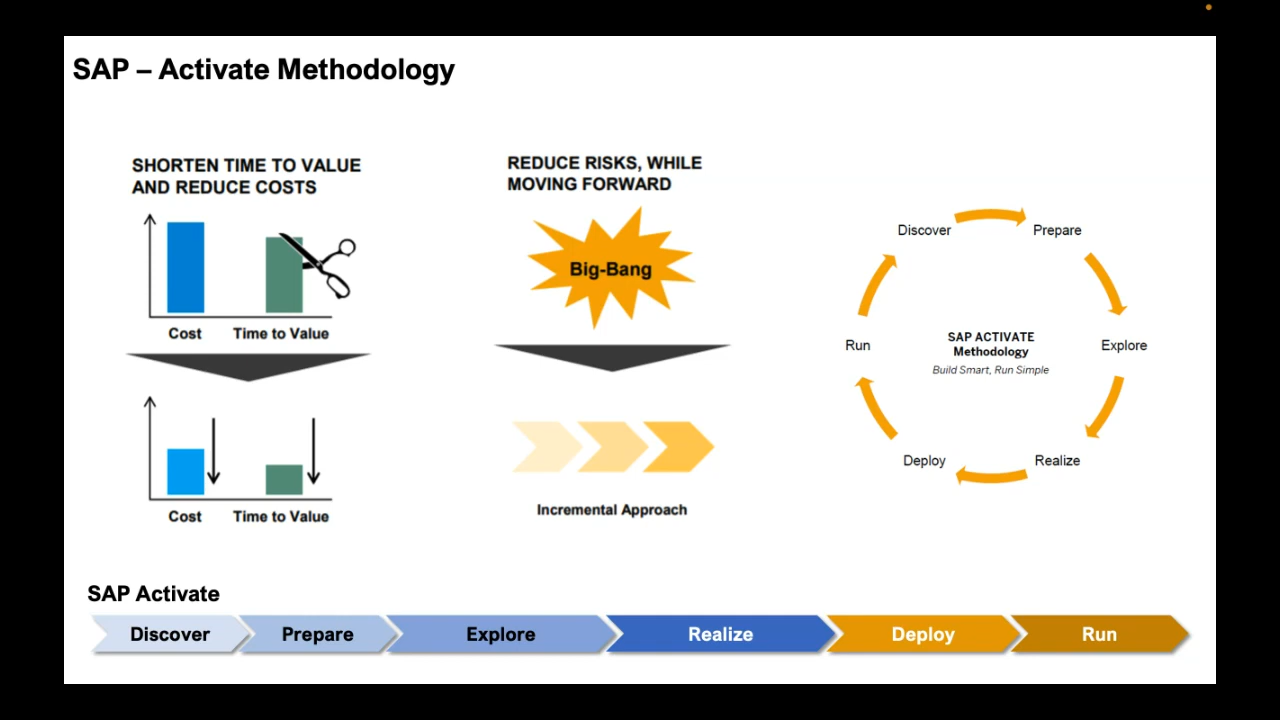 SAP – Activate Methodology
SHORTEN TIME TO VALUE
AND REDUCE COSTS
Cost
Time to Value
Cost
Time to Value
REDUCE RISKS, WHILE
MOVING FORWARD
Big-Bang
Incremental Approach
Discover
Prepare
Explore
Realize
Deploy
Run
SAP ACTIVATE
Methodology
Build Smart, Run Simple
SAP Activate
Discover
Prepare
Explore
Realize
Deploy
Run